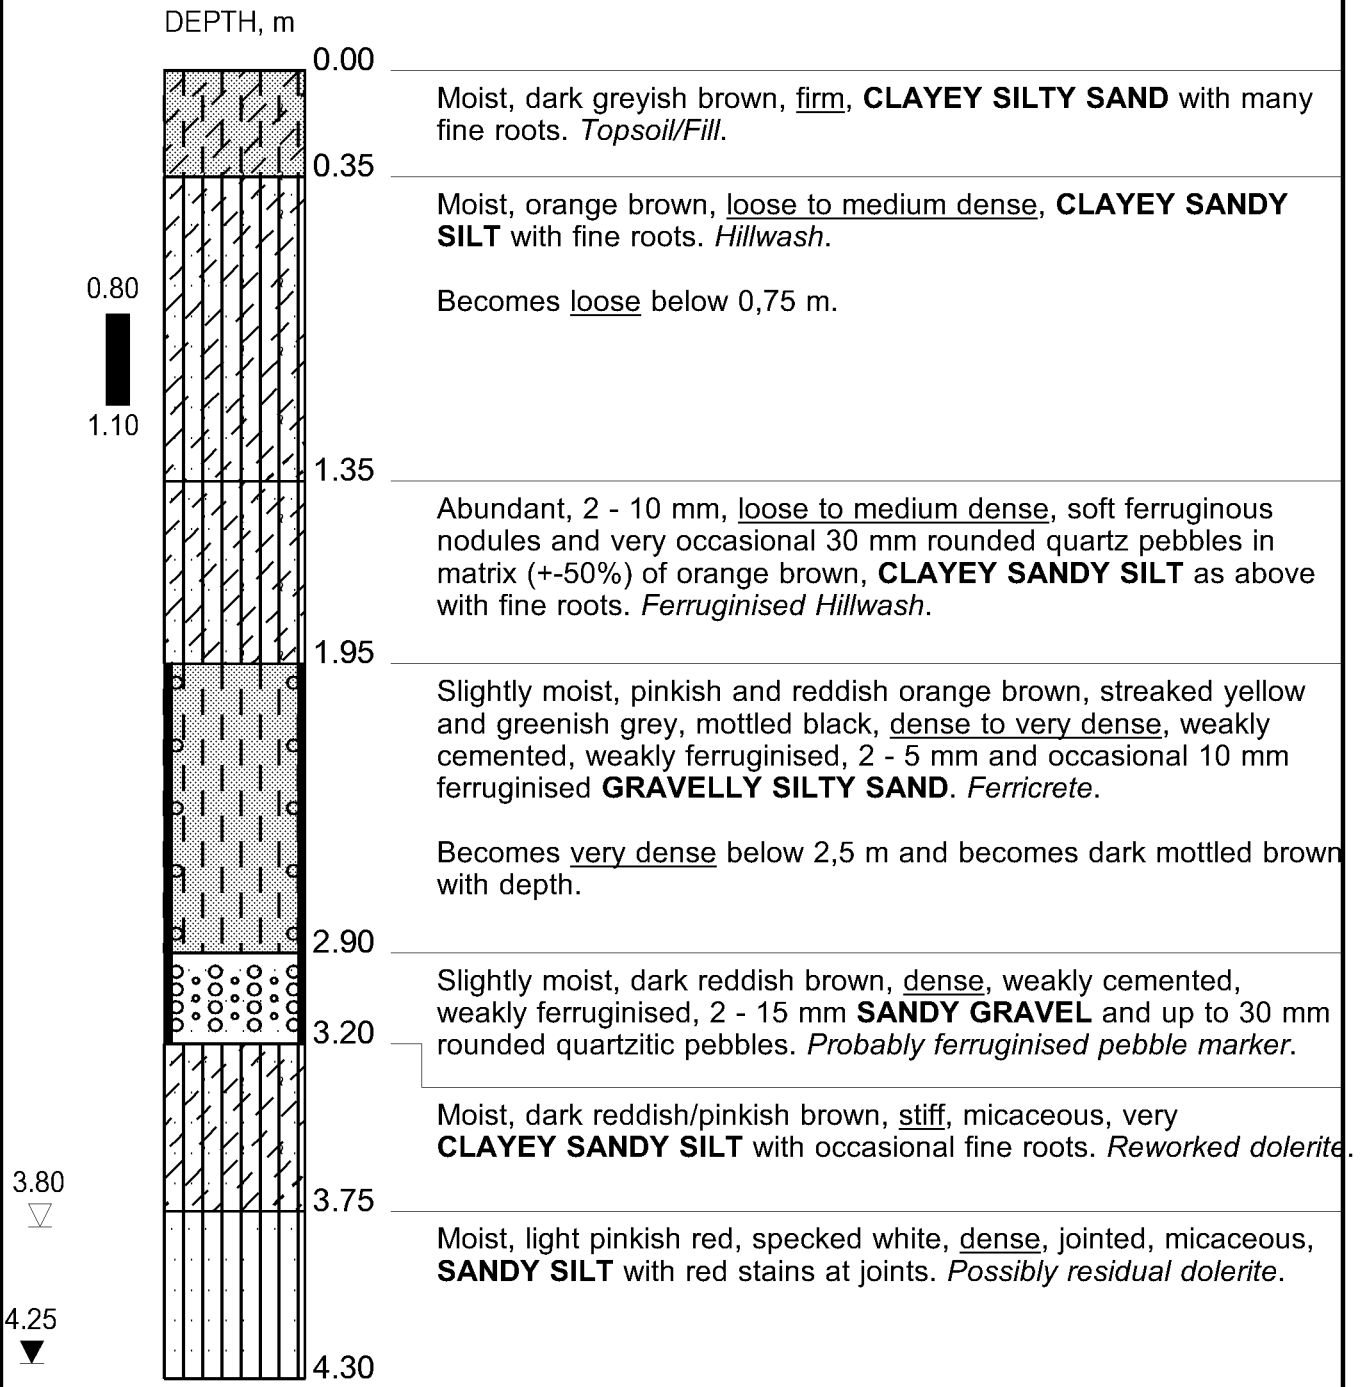 DEPTH, m
0.00
Moist, dark greyish brown, firm, CLAYEY SILTY SAND with many
fine roots. Topsoil/Fill.
0.35
Moist, orange brown, loose to medium dense, CLAYEY SANDY
SILT with fine roots. Hillwash.
0.80
Becomes loose below 0,75 m.
1.10
1.35
Abundant, 2 - 10 mm, loose to medium dense, soft ferruginous
nodules and very occasional 30 mm rounded quartz pebbles in
matrix (+-50%) of orange brown, CLAYEY SANDY SILT as above
with fine roots. Ferruginised Hillwash.
1.95
Slightly moist, pinkish and reddish orange brown, streaked yellow
and greenish grey, mottled black, dense to very dense, weakly
cemented, weakly ferruginised, 2 - 5 mm and occasional 10 mm
ferruginised GRAVELLY SILTY SAND. Ferricrete.
Becomes very dense below 2,5 m and becomes dark mottled brown
with depth.
2.90
Slightly moist, dark reddish brown, dense, weakly cemented,
weakly ferruginised, 2 - 15 mm SANDY GRAVEL and up to 30 mm
rounded quartzitic pebbles. Probably ferruginised pebble marker.
3.20
Moist, dark reddish/pinkish brown, stiff, micaceous, very
CLAYEY SANDY SILT with occasional fine roots. Reworked dolerite.
3.80
3.75
Moist, light pinkish red, specked white, dense, jointed, micaceous,
SANDY SILT with red stains at joints. Possibly residual dolerite.
4.25
4.30